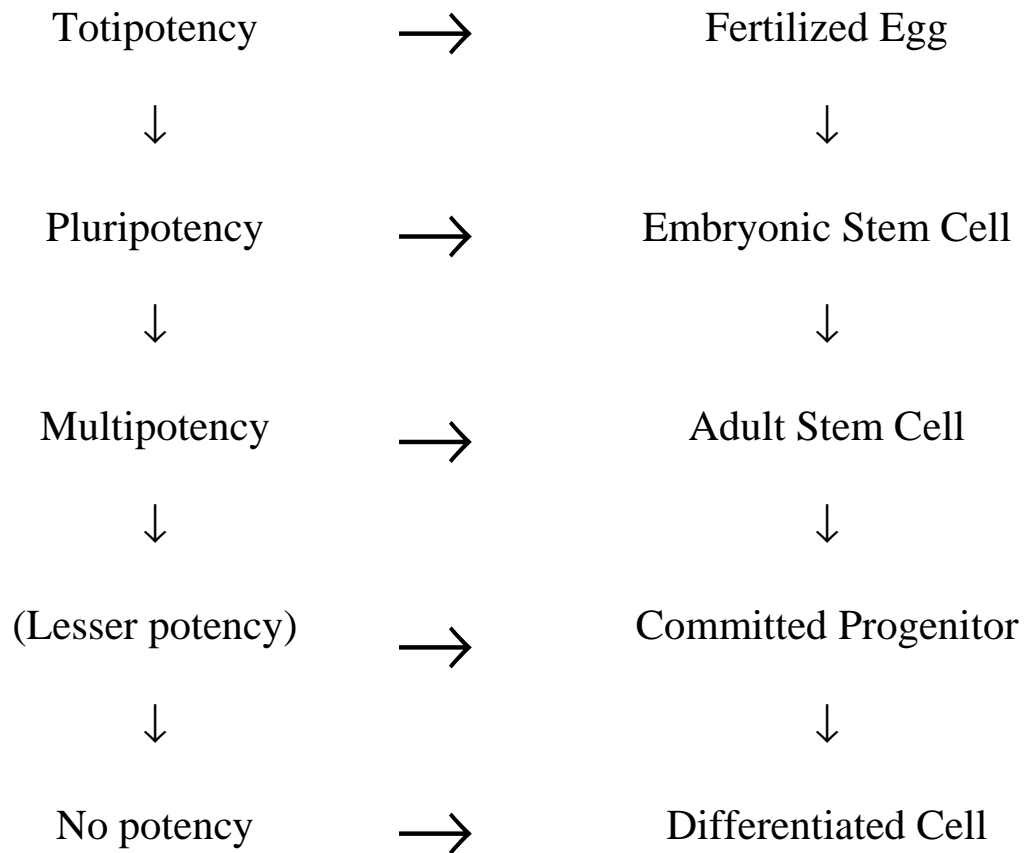 Totipotency → Fertilized Egg
↓ ↓
Pluripotency → Embryonic Stem Cell
↓ ↓
Multipotency → Adult Stem Cell
↓ ↓
(Lesser potency) → Committed Progenitor
↓ ↓
No potency → Differentiated Cell